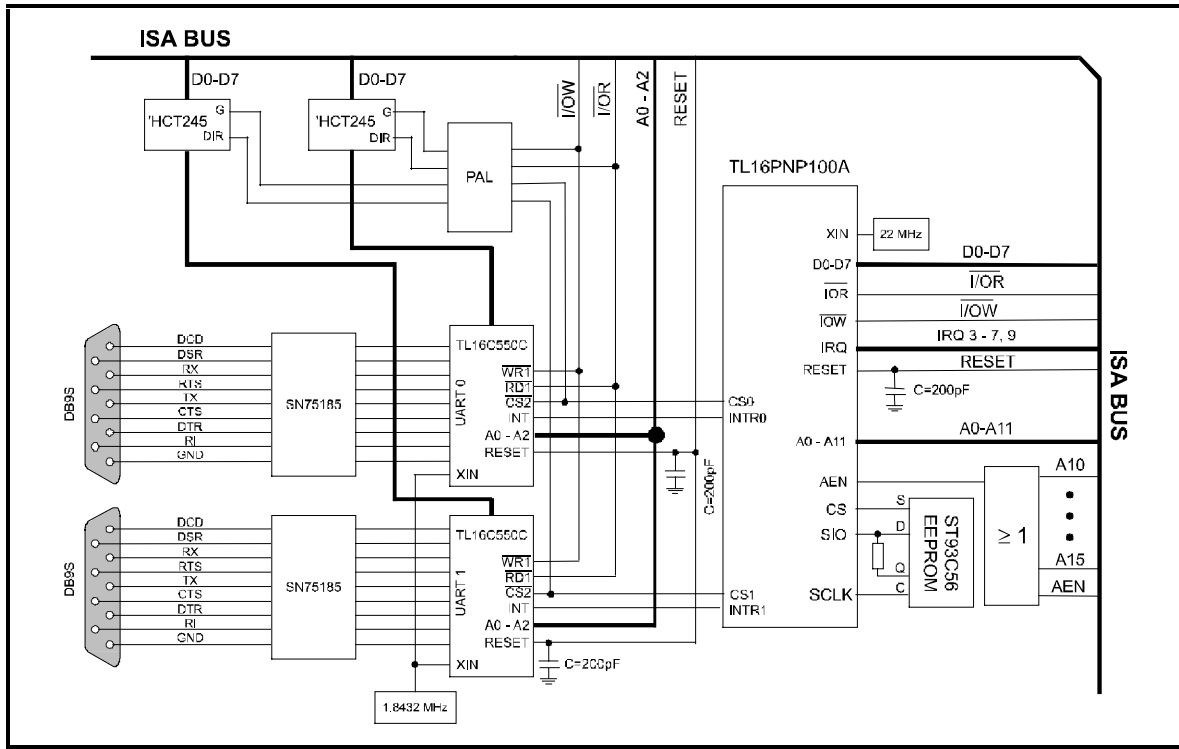 ISA BUS
D0-D7
D0-D7
I/OW
I/OR
A0 - A2
RESET
'HCT245
G
DIR
'HCT245
G
DIR
PAL
TL16PNP100A
XIN
22 MHz
D0-D7
D0-D7
IOR
I/OR
IOW
I/OW
IRQ
IRQ 3 - 7, 9
RESET
RESET
C=200pF
ISA BUS
A0 - A11
A0-A11
CS0
INTR0
AEN
CS
SIO
SCLK
S
D
Q
C
ST93C56
EEPROM
≥ 1
A10
A15
AEN
CS1
INTR1
DB9S
DCD
DSR
RX
RTS
TX
CTS
DTR
RI
GND
SN75185
TL16C550C
UART 0
WR1
RD1
CS2
INT
A0 - A2
RESET
XIN
C=200pF
DB9S
DCD
DSR
RX
RTS
TX
CTS
DTR
RI
GND
SN75185
TL16C550C
UART 1
WR1
RD1
CS2
INT
A0 - A2
RESET
XIN
C=200pF
1.8432 MHz